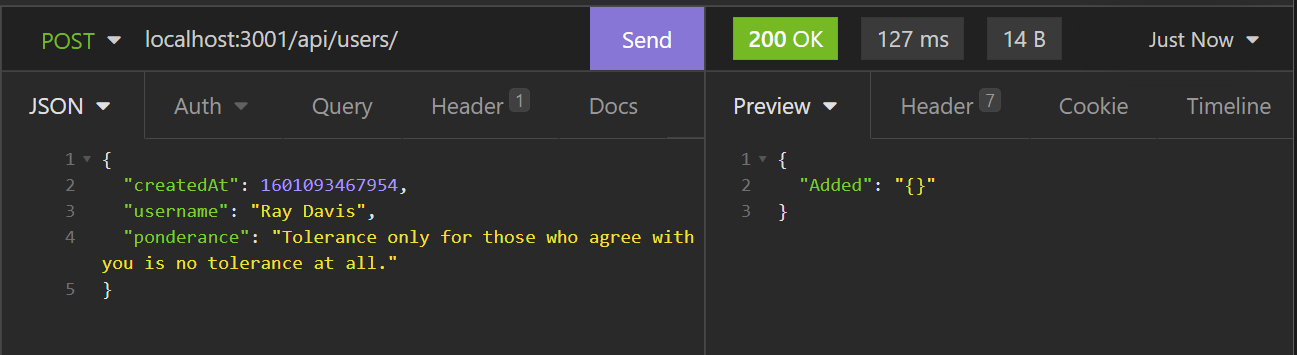 POST localhost:3001/api/users/ Send 200 OK 127 ms 14 B Just Now
JSON Auth Query Header 1 Docs Preview Header 7 Cookie Timeline
1 {
2 "createdAt": 1601093467954,
3 "username": "Ray Davis",
4 "ponderance": "Tolerance only for those who agree with
you is no tolerance at all."
5 }
1 {
2 "Added": "{}"
3 }